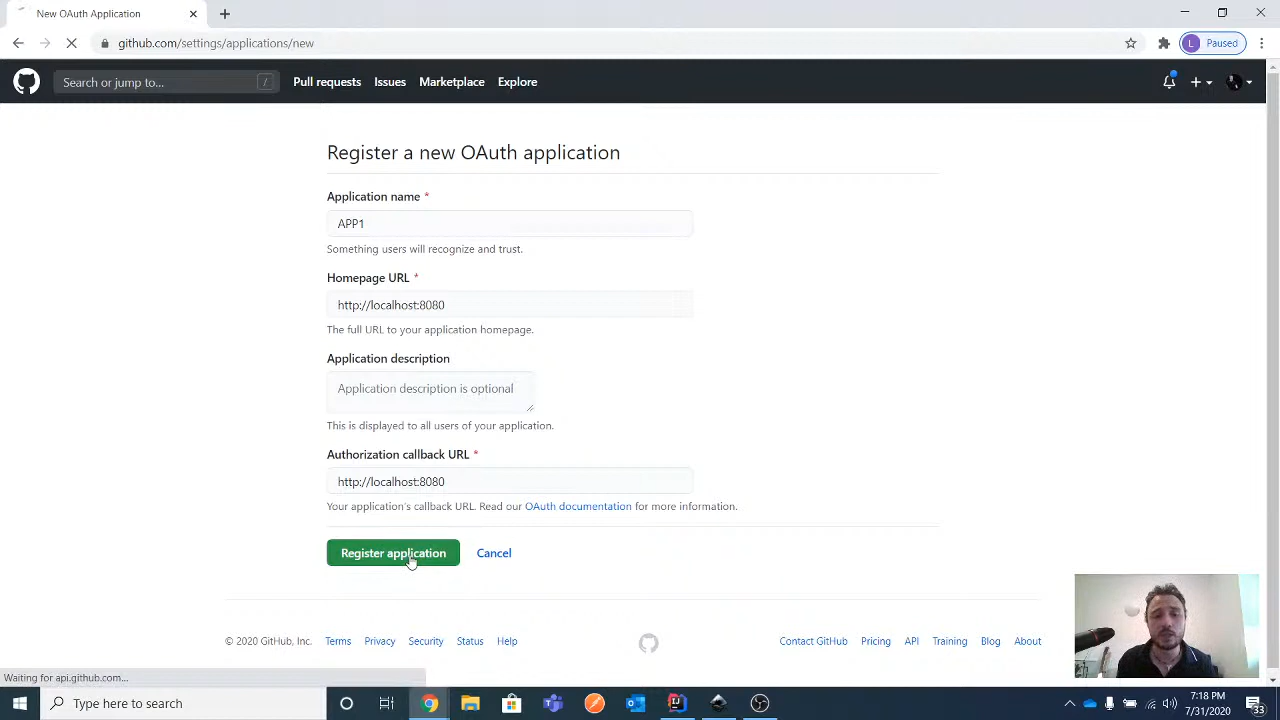 New OAuth Application
github.com/settings/applications/new
L Paused
Search or jump to... /
Pull requests Issues Marketplace Explore
Register a new OAuth application
Application name *
APP1
Something users will recognize and trust.
Homepage URL *
http://localhost:8080
The full URL to your application homepage.
Application description
Application description is optional
This is displayed to all users of your application.
Authorization callback URL *
http://localhost:8080
Your application's callback URL. Read our OAuth documentation for more information.
Register application Cancel
© 2020 GitHub, Inc. Terms Privacy Security Status Help Contact GitHub Pricing API Training Blog About
Waiting for api.github.com...
Type here to search
7:18 PM
7/31/2020
33